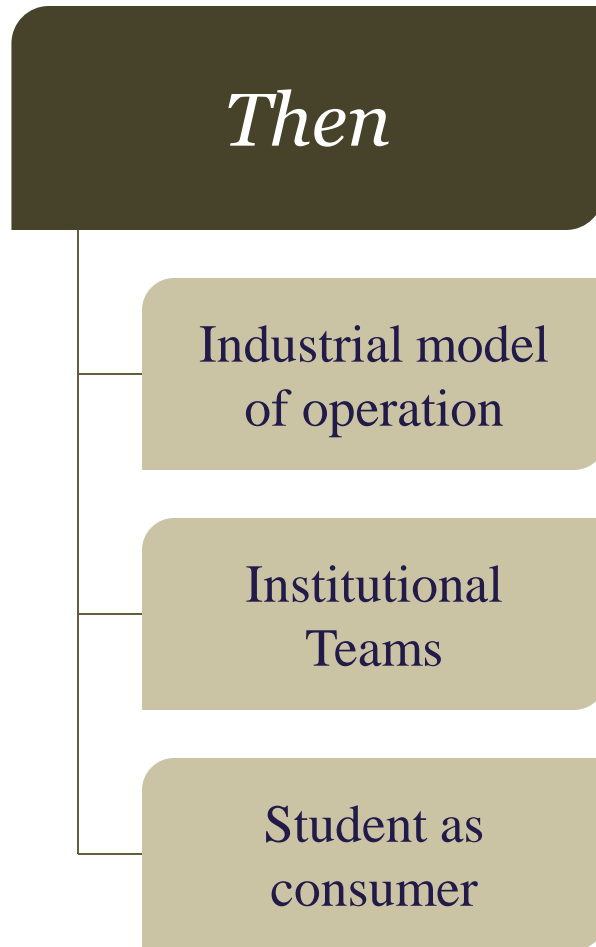 Then
Industrial model
of operation
Institutional
Teams
Student as
consumer